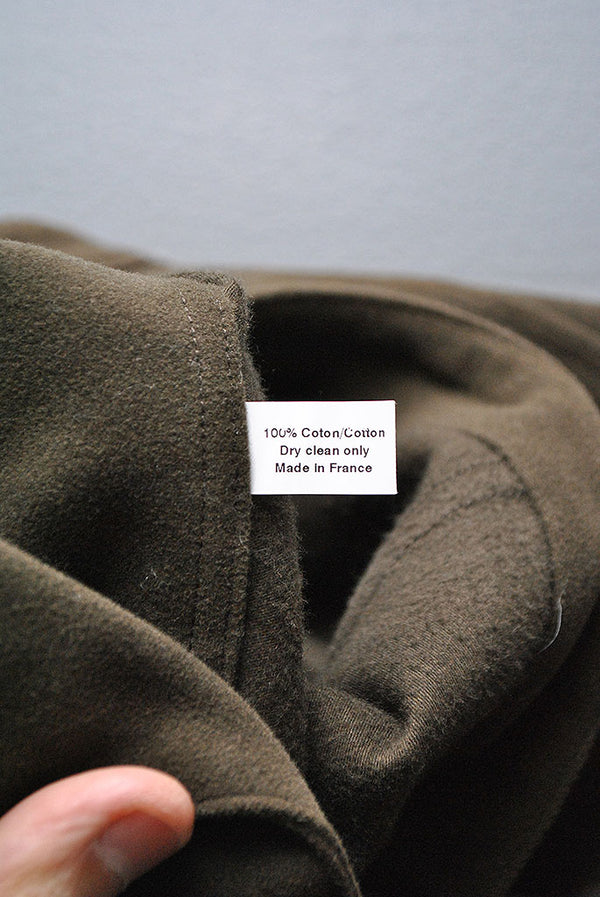 100% Coton/Cotton
Dry clean only
Made in France